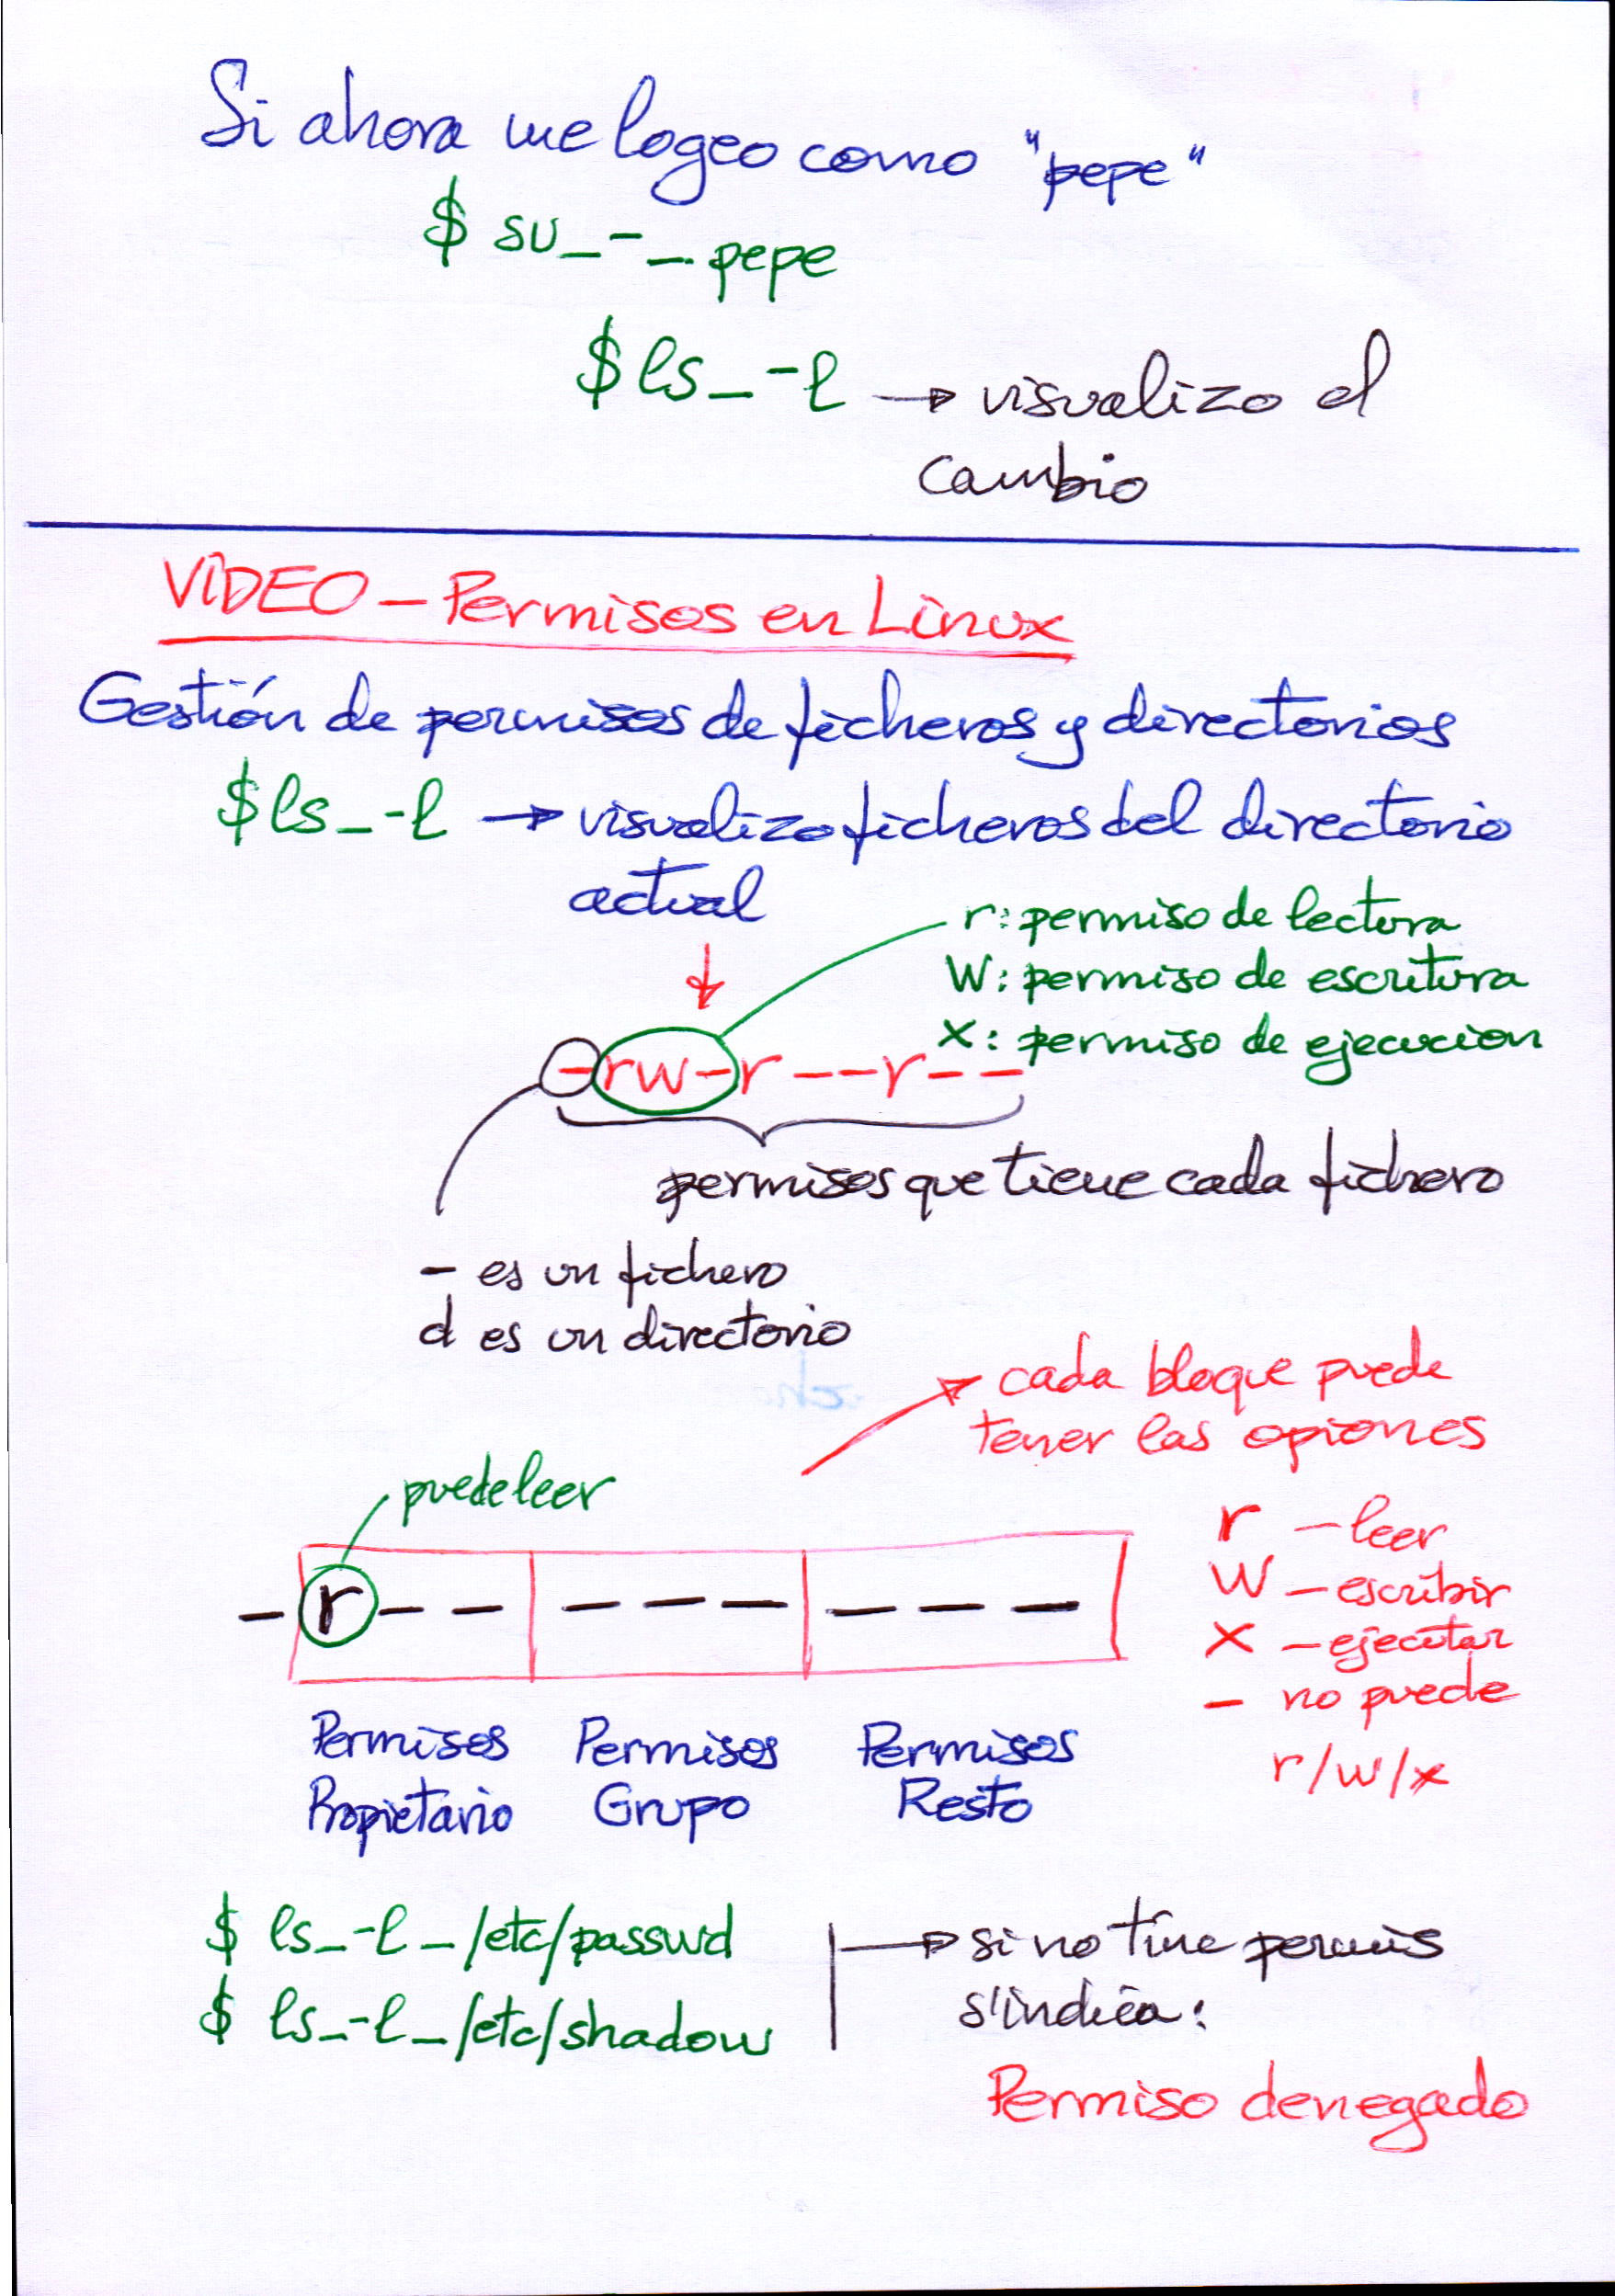 Si ahora me logeo como "pepe"
$ su_-_pepe
$ ls_-l → visualizo el
cambio
VIDEO - Permisos en Linux
Gestión de permisos de ficheros y directorios
$ ls_-l → visualizo ficheros del directorio
actual
r: permiso de lectura
W: permiso de escritura
X: permiso de ejecucion
-rw-r--r--
permisos que tiene cada fichero
- es un fichero
d es un directorio
cada bloque puede
tener las opiones
puede leer
r - leer
W - escribir
X - ejecutar
- no puede
r/w/x
-r-- --- ---
Permisos Permisos Permisos
Propietario Grupo Resto
$ ls_-l_/etc/passwd
$ ls_-l_/etc/shadow
→ si no tine permis
s'indica:
Permiso denegado